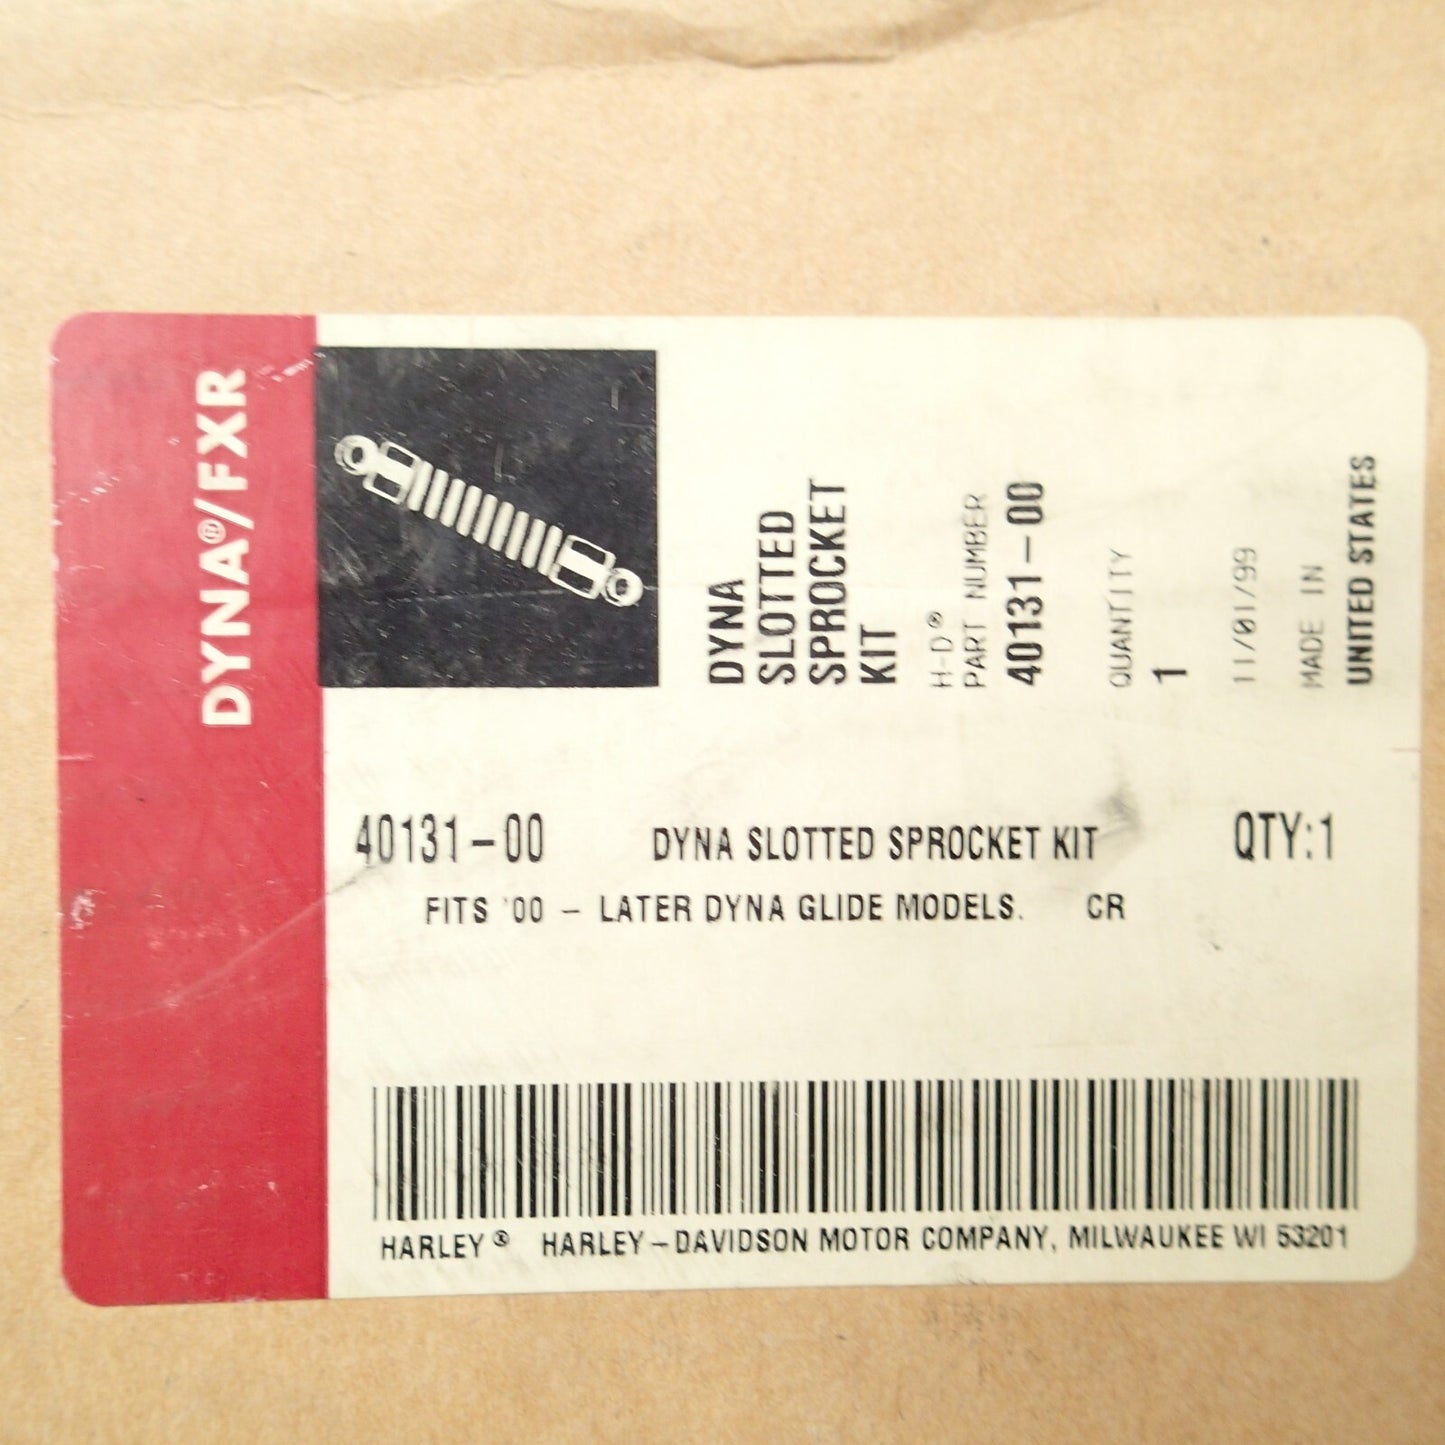 DYNA®/FXR
DYNA
SLOTTED
SPROCKET
KIT
H-D®
PART NUMBER
40131-00
QUANTITY
1
11/01/99
MADE IN
UNITED STATES
40131-00 DYNA SLOTTED SPROCKET KIT QTY:1
FITS '00 - LATER DYNA GLIDE MODELS. CR
HARLEY® HARLEY-DAVIDSON MOTOR COMPANY, MILWAUKEE WI 53201